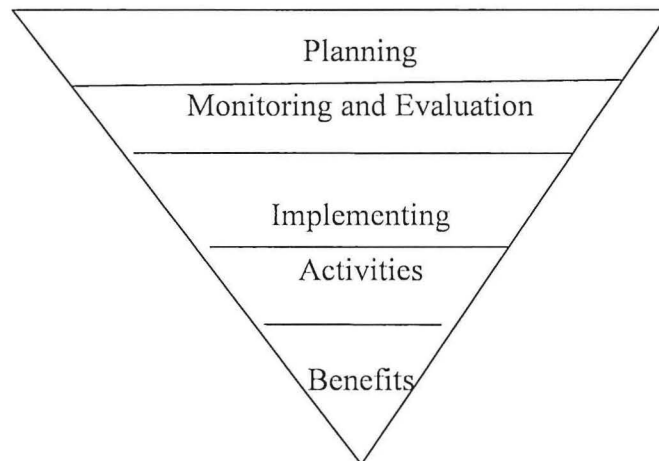 Planning
Monitoring and Evaluation
Implementing
Activities
Benefits